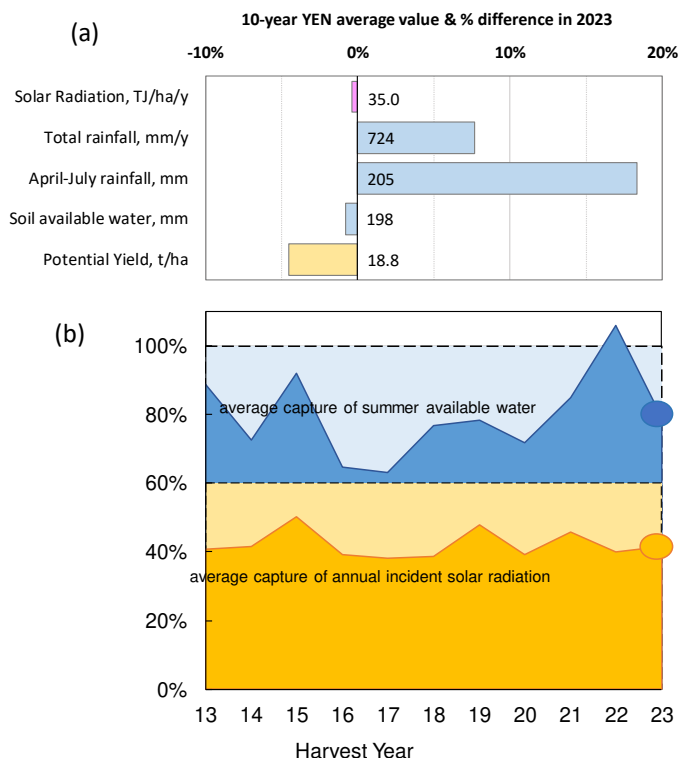 (a)
10-year YEN average value & % difference in 2023
-10% 0% 10% 20%
Solar Radiation, TJ/ha/y 35.0
Total rainfall, mm/y 724
April-July rainfall, mm 205
Soil available water, mm 198
Potential Yield, t/ha 18.8
(b)
100%
80%
average capture of summer available water
60%
40%
average capture of annual incident solar radiation
20%
0%
13 14 15 16 17 18 19 20 21 22 23
Harvest Year